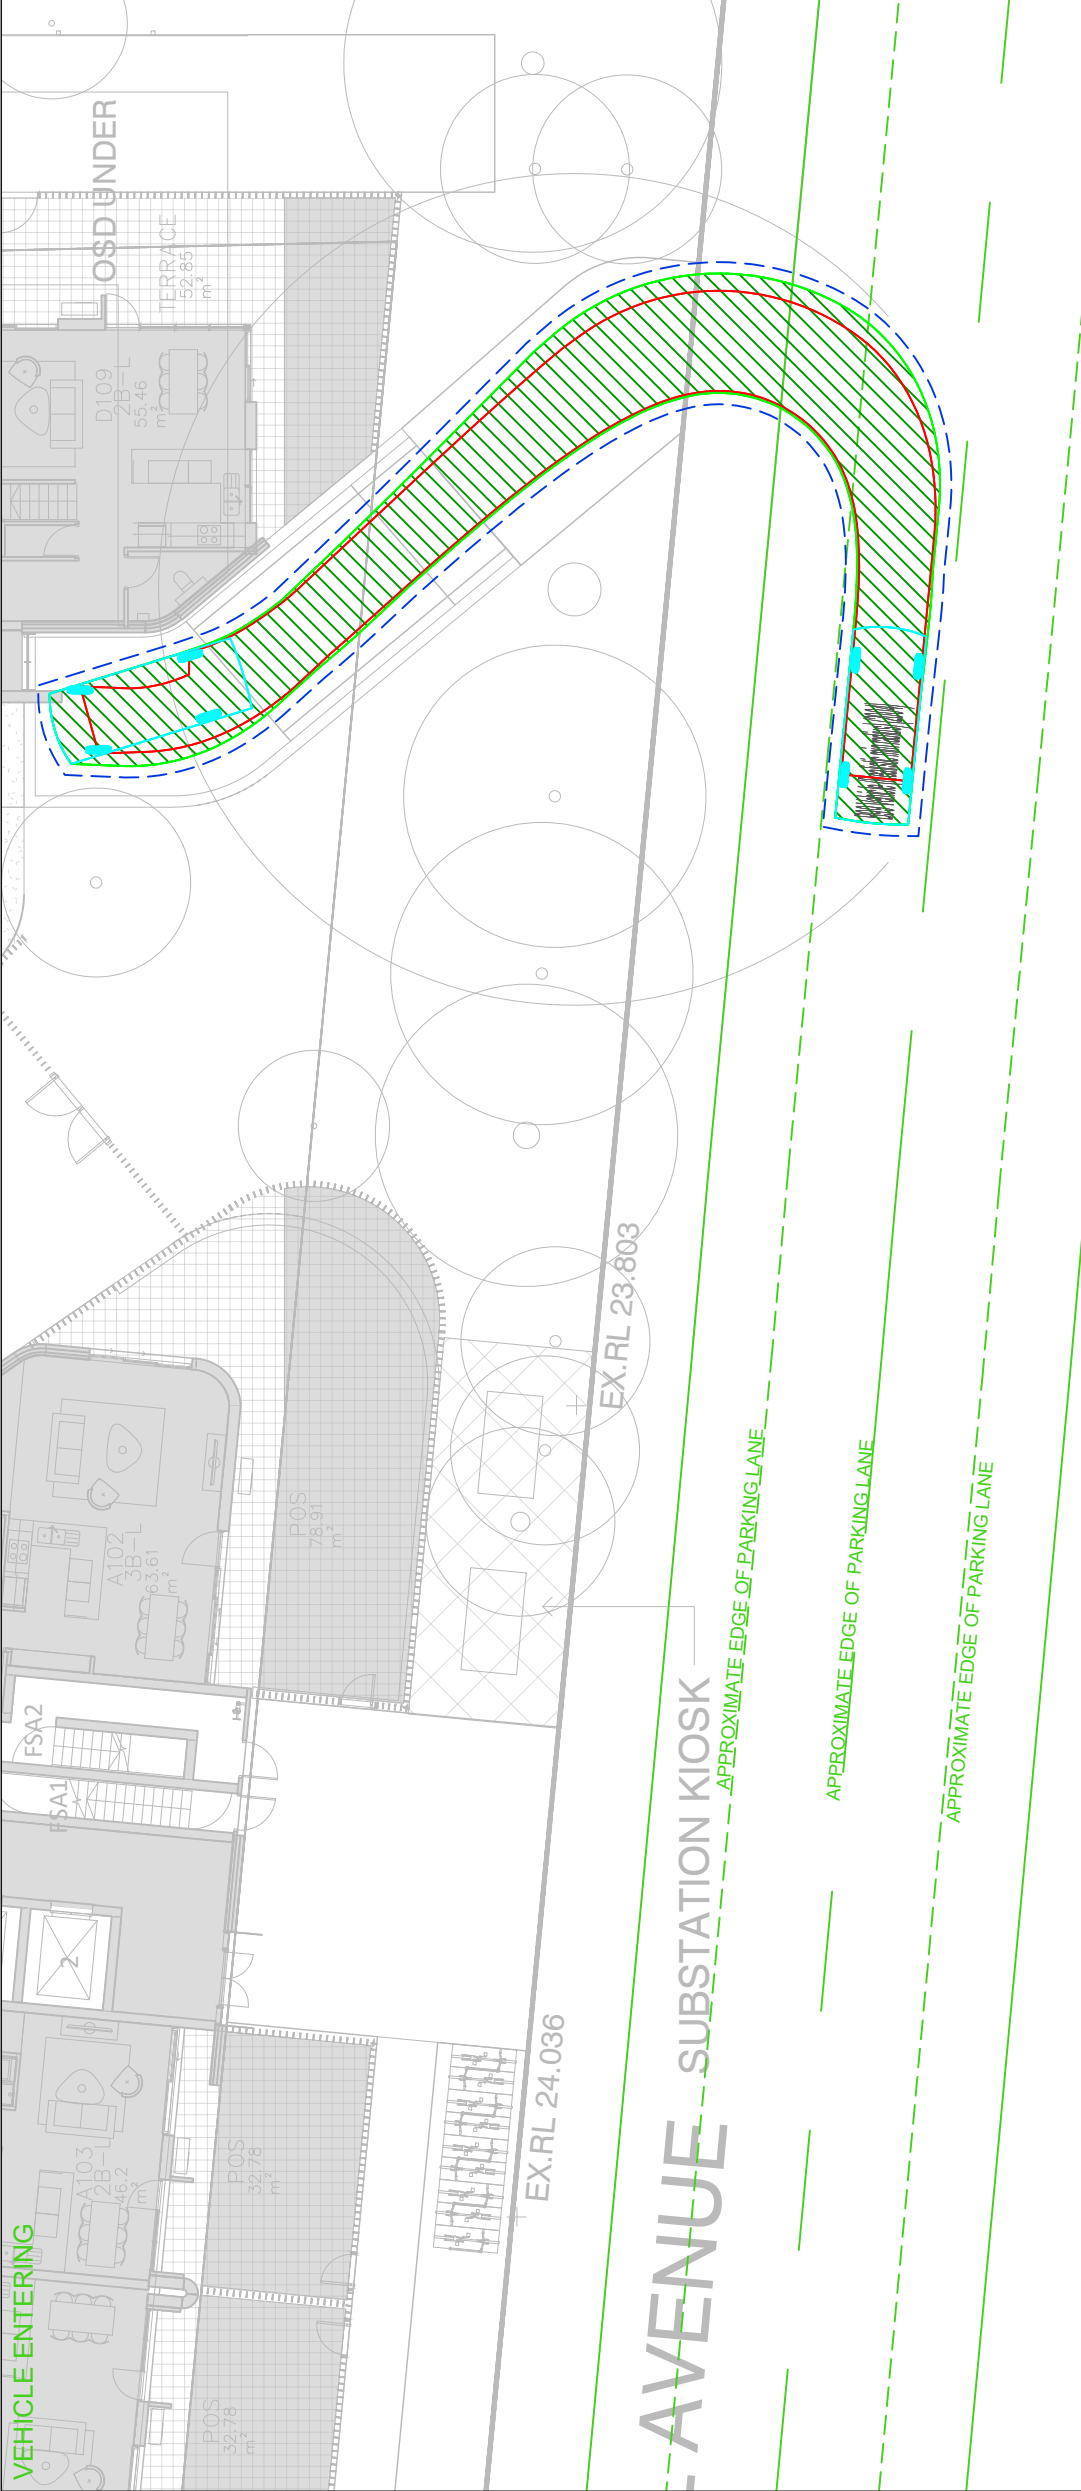 OSD UNDER
TERRACE
52.85
m²
D109
2B-L
55.46
m²
EX.RL 23.803
POS
78.91
m²
A102
3B-L
63.61
m²
APPROXIMATE EDGE OF PARKING LANE
APPROXIMATE EDGE OF PARKING LANE
APPROXIMATE EDGE OF PARKING LANE
SUBSTATION KIOSK
FSA2
FSA1
2
EX.RL 24.036
A103
2B-L
46.2
m²
POS
32.78
m²
AVENUE
VEHICLE ENTERING
POS
32.78
m²